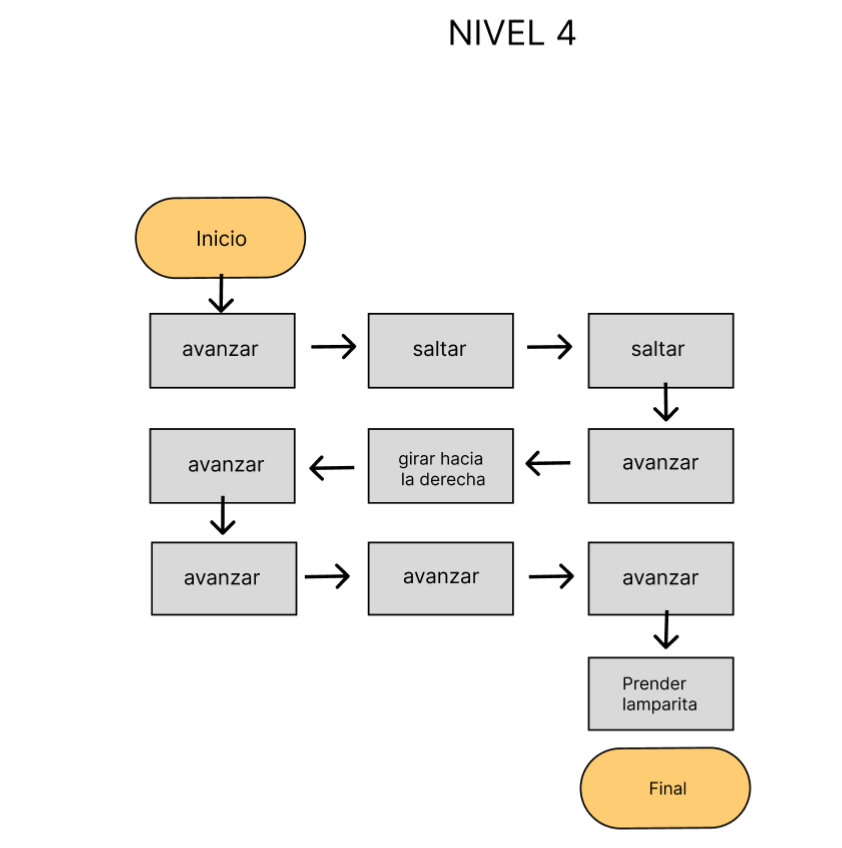 NIVEL 4
Inicio
avanzar
saltar
saltar
avanzar
girar hacia
la derecha
avanzar
avanzar
avanzar
avanzar
Prender
lamparita
Final